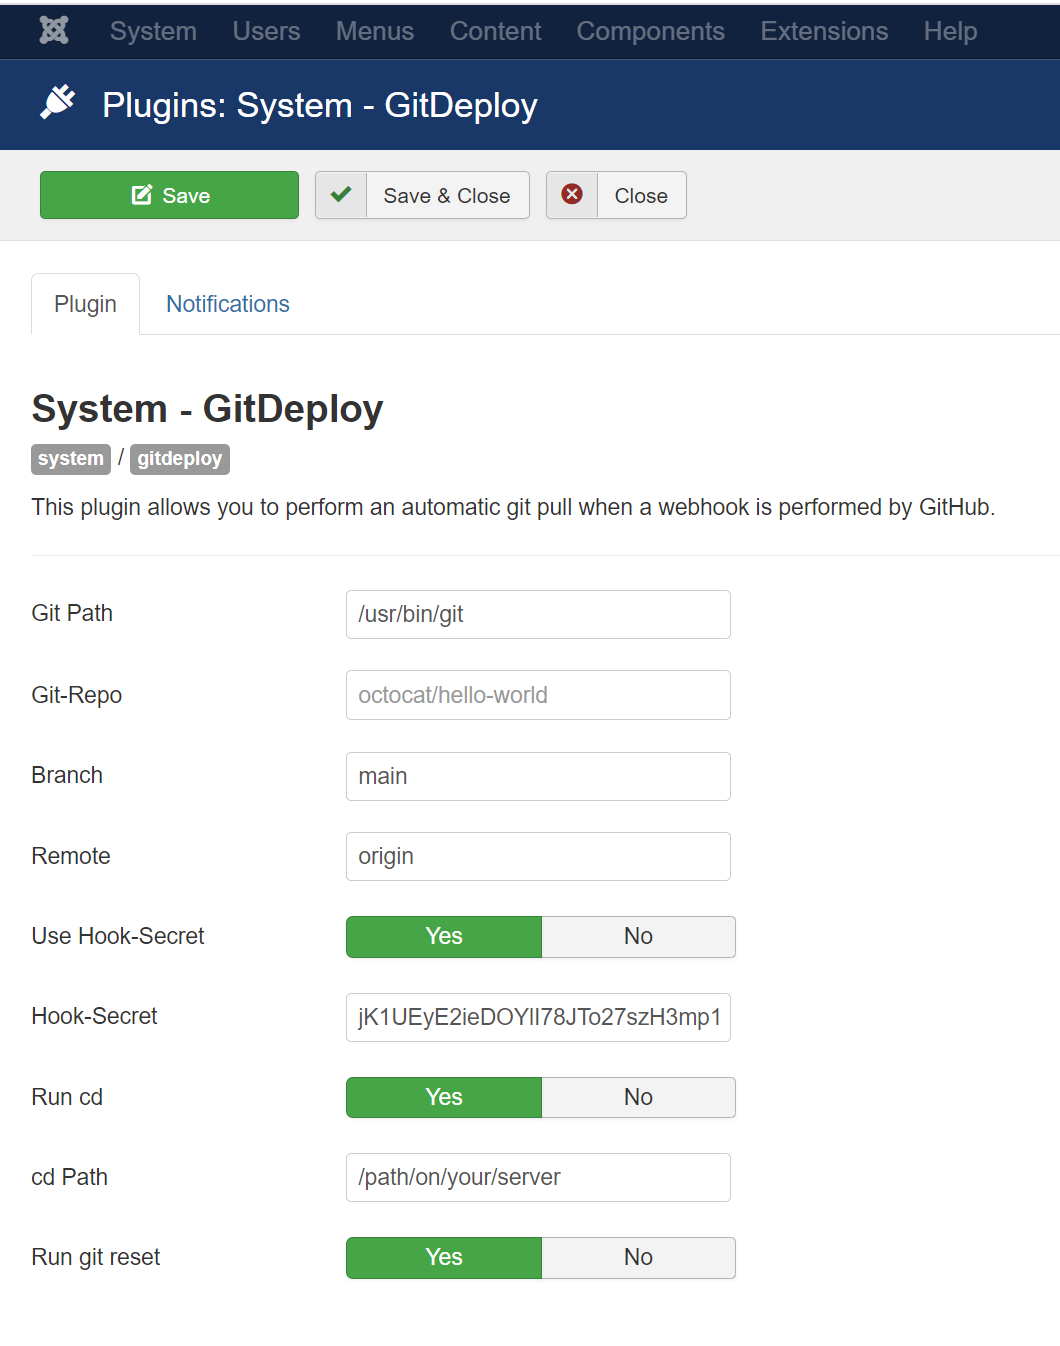 System Users Menus Content Components Extensions Help
Plugins: System - GitDeploy
Save Save & Close Close
Plugin Notifications
System - GitDeploy
system / gitdeploy
This plugin allows you to perform an automatic git pull when a webhook is performed by GitHub.
Git Path /usr/bin/git
Git-Repo octocat/hello-world
Branch main
Remote origin
Use Hook-Secret Yes No
Hook-Secret jK1UEyE2ieDOYlI78JTo27szH3mp1
Run cd Yes No
cd Path /path/on/your/server
Run git reset Yes No